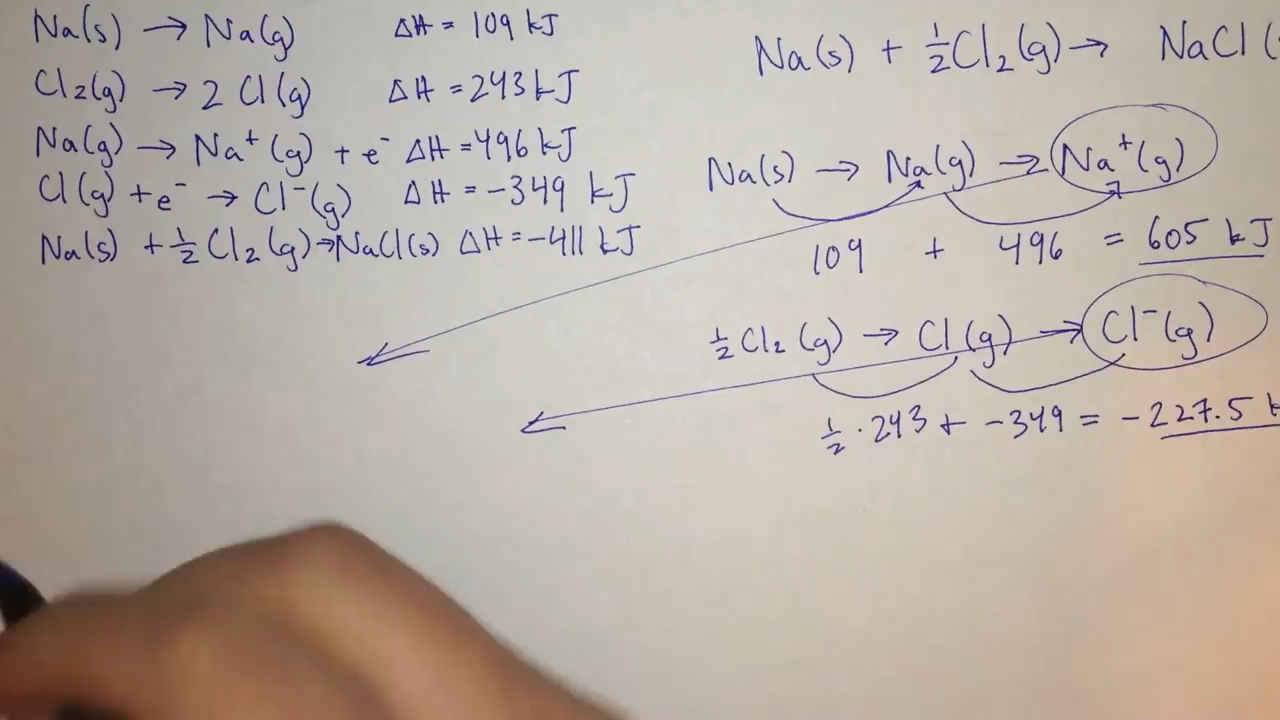 Na(s) → Na(g) ΔH = 109 kJ
Cl₂(g) → 2 Cl(g) ΔH = 243 kJ
Na(g) → Na⁺(g) + e⁻ ΔH = 496 kJ
Cl(g) + e⁻ → Cl⁻(g) ΔH = -349 kJ
Na(s) + ½Cl₂(g) → NaCl(s) ΔH = -411 kJ
Na(s) + ½Cl₂(g) → NaCl (
Na(s) → Na(g) → Na⁺(g)
109 + 496 = 605 kJ
½Cl₂(g) → Cl(g) → Cl⁻(g)
½ · 243 + -349 = -227.5 k